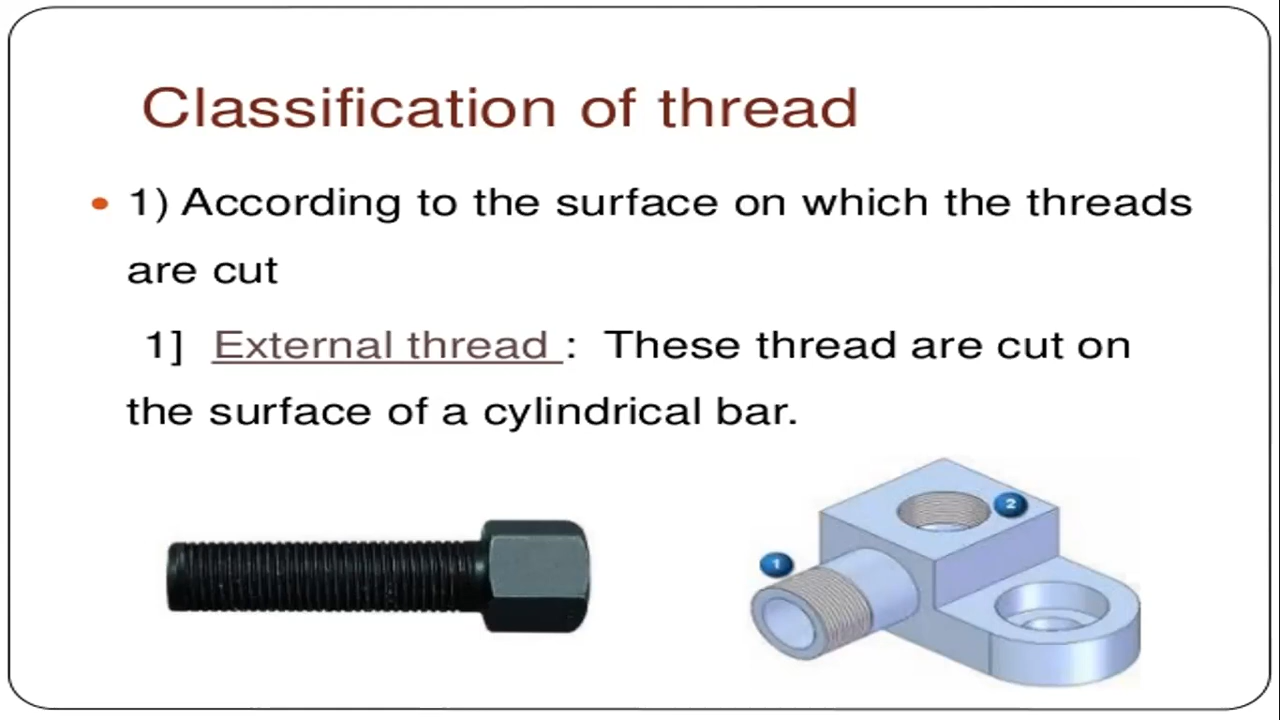 Classification of thread
• 1) According to the surface on which the threads
are cut
1] External thread : These thread are cut on
the surface of a cylindrical bar.
2
1